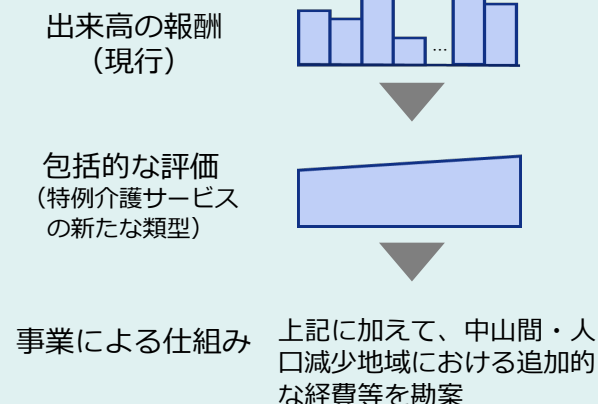 出来高の報酬
（現行）
…
包括的な評価
（特例介護サービス
の新たな類型）
事業による仕組み
上記に加えて、中山間・人
口減少地域における追加的
な経費等を勘案